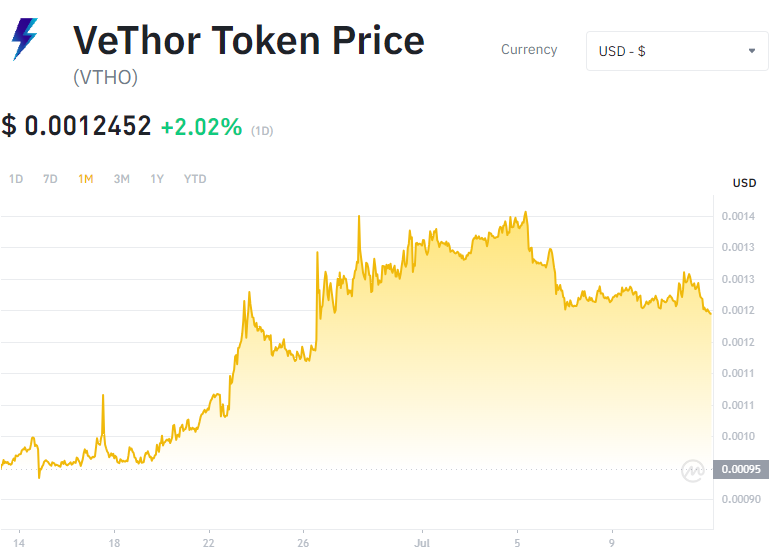 VeThor Token Price
(VTHO)
Currency
USD - $
$ 0.0012452 +2.02% (1D)
1D 7D 1M 3M 1Y YTD
USD
0.0014
0.0013
0.0013
0.0012
0.0012
0.0011
0.0011
0.0010
0.00095
0.00090
14 18 22 26 Jul 5 9